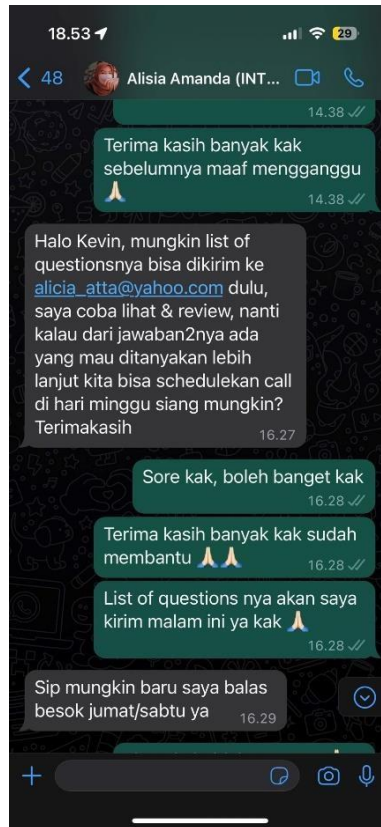 18.53
29
48
Alisia Amanda (INT...
14.38
Terima kasih banyak kak
sebelumnya maaf mengganggu
🙏🏻
14.38
Halo Kevin, mungkin list of
questionsnya bisa dikirim ke
alicia_atta@yahoo.com dulu,
saya coba lihat & review, nanti
kalau dari jawaban2nya ada
yang mau ditanyakan lebih
lanjut kita bisa schedulekan call
di hari minggu siang mungkin?
Terimakasih
16.27
Sore kak, boleh banget kak
16.28
Terima kasih banyak kak sudah
membantu 🙏🏻🙏🏻
16.28
List of questions nya akan saya
kirim malam ini ya kak 🙏🏻
16.28
Sip mungkin baru saya balas
besok jumat/sabtu ya
16.29